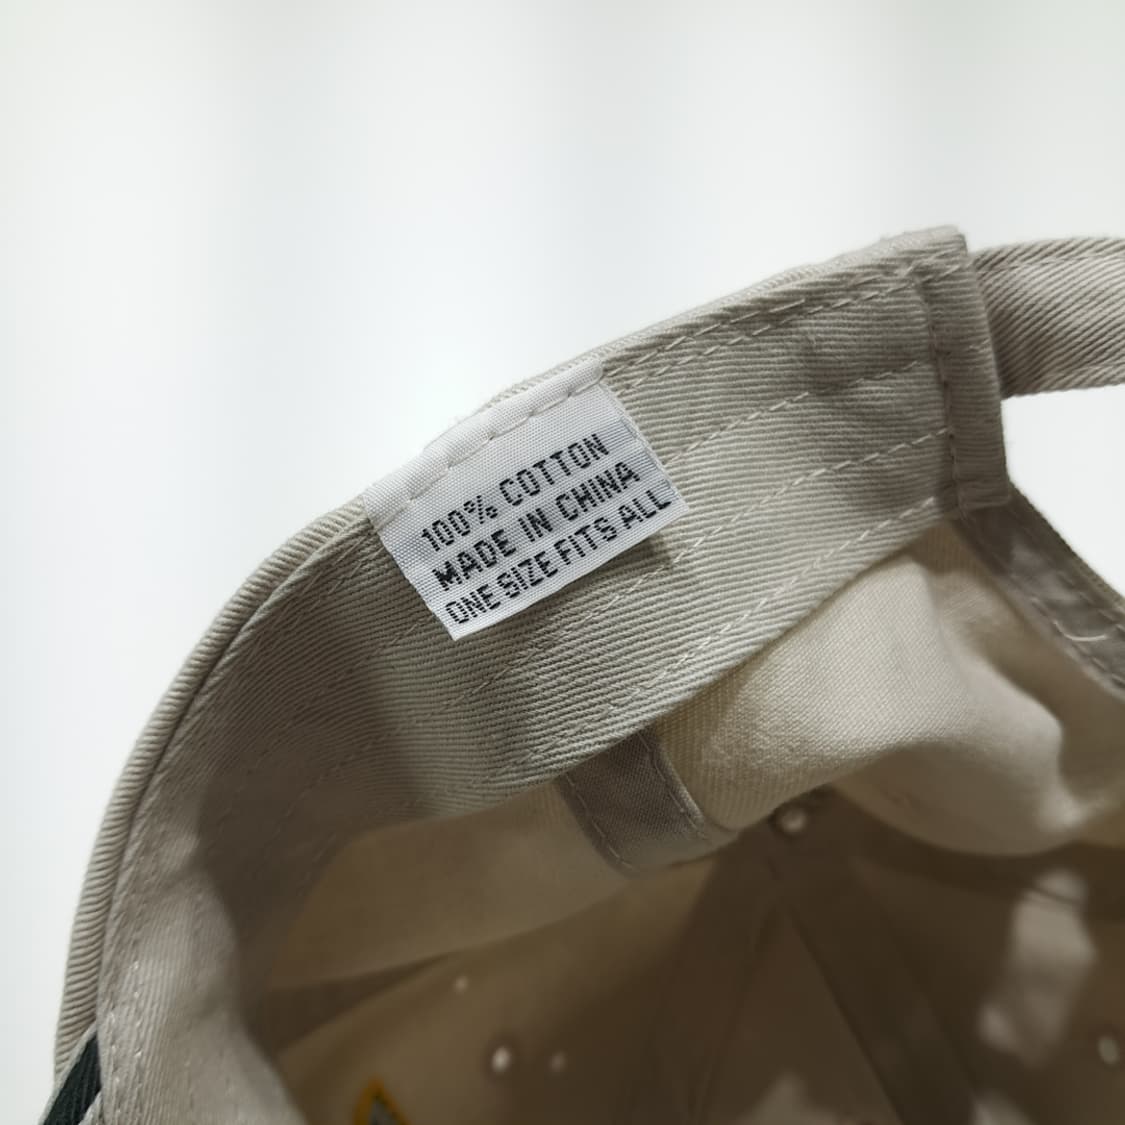 100% COTTON
MADE IN CHINA
ONE SIZE FITS ALL